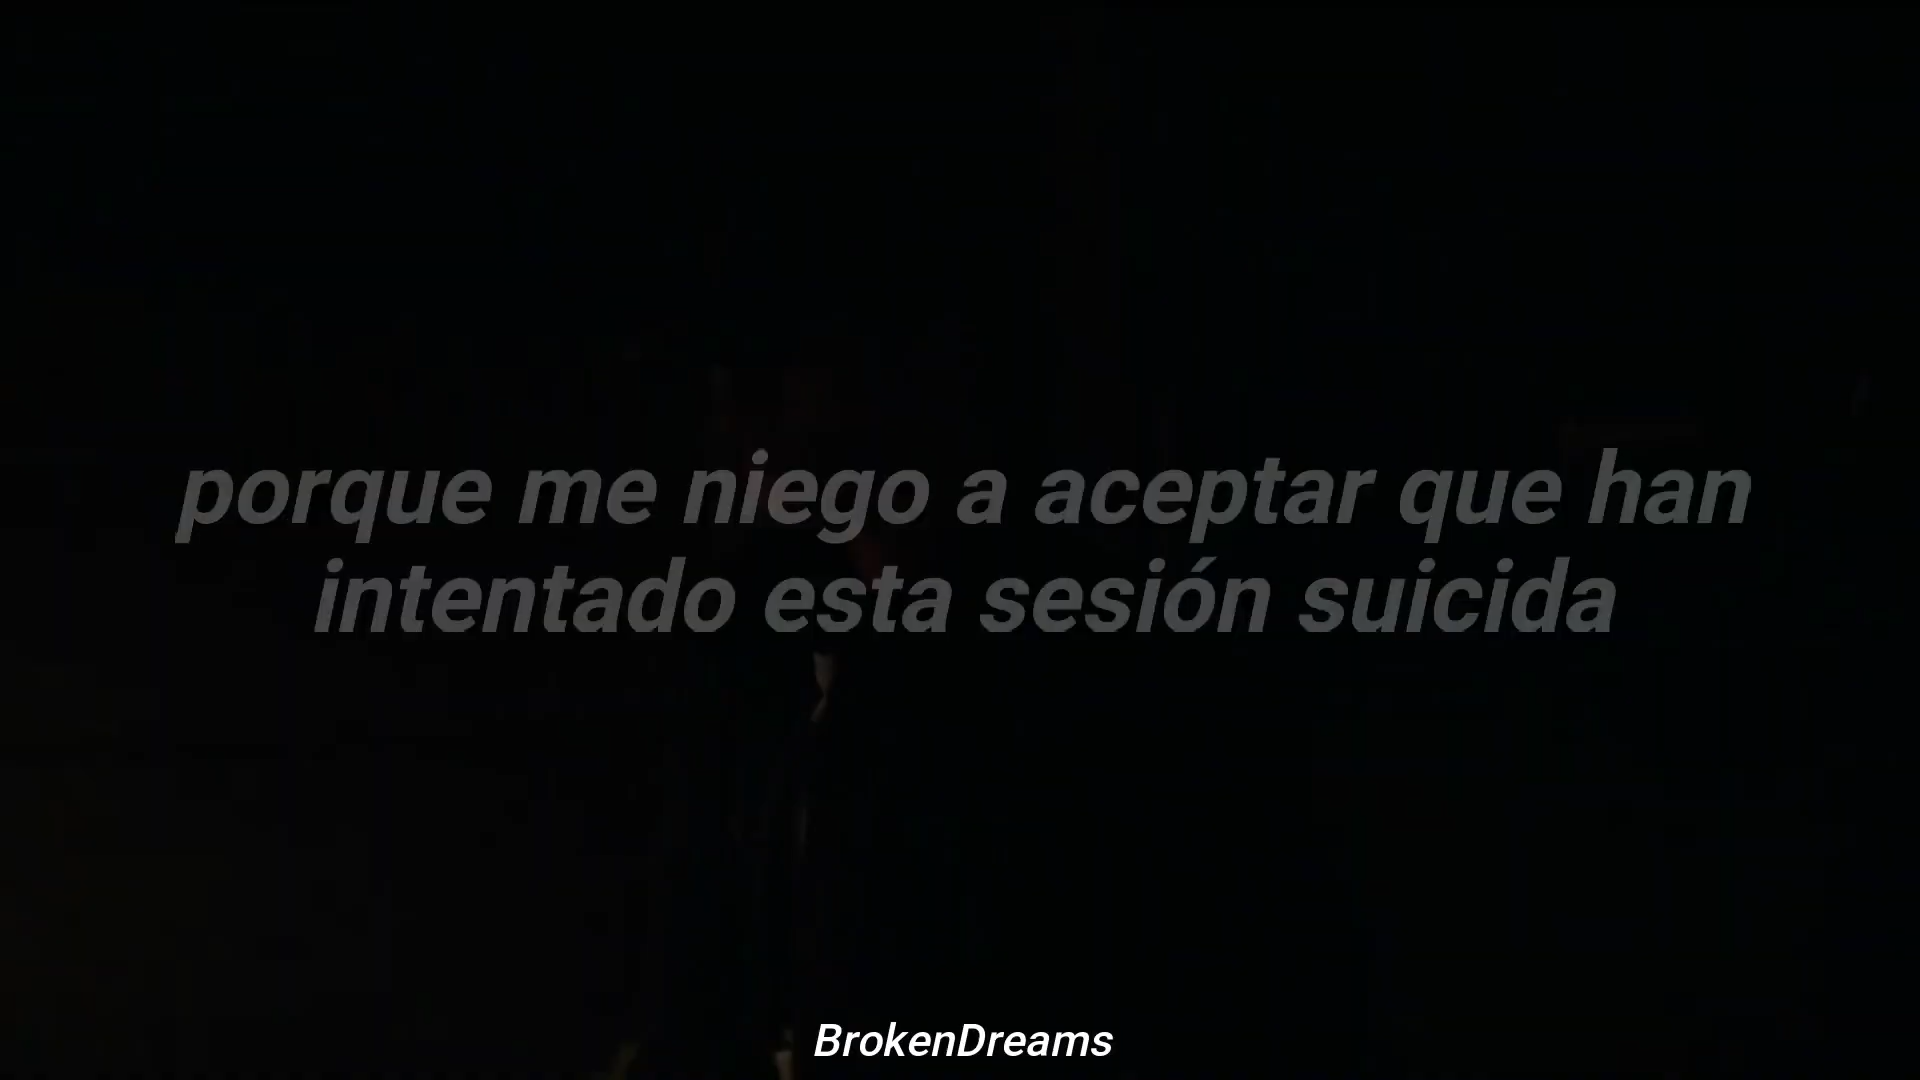 porque me niego a aceptar que han
intentado esta sesión suicida
BrokenDreams